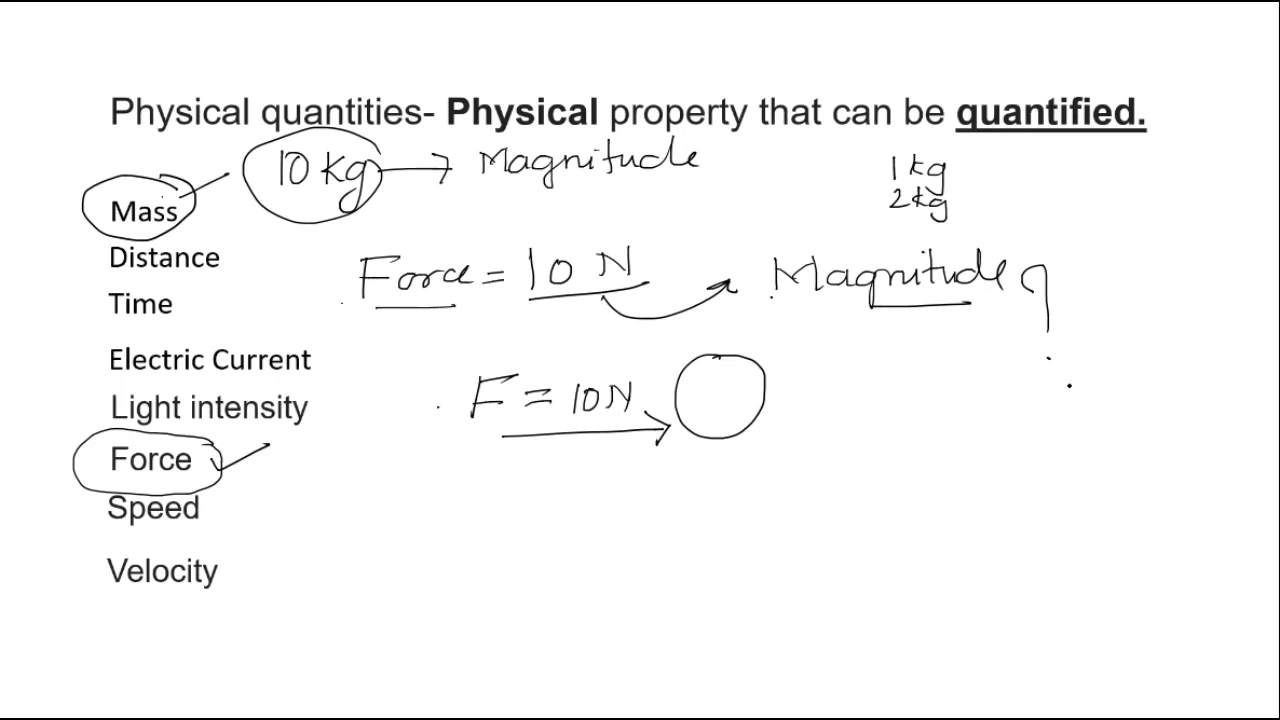 Physical quantities- Physical property that can be quantified.
10 kg → Magnitude
1 kg
2 kg
Mass
Distance
Force = 10 N Magnitude
Time
Electric Current
Light intensity
F = 10N
Force
Speed
Velocity